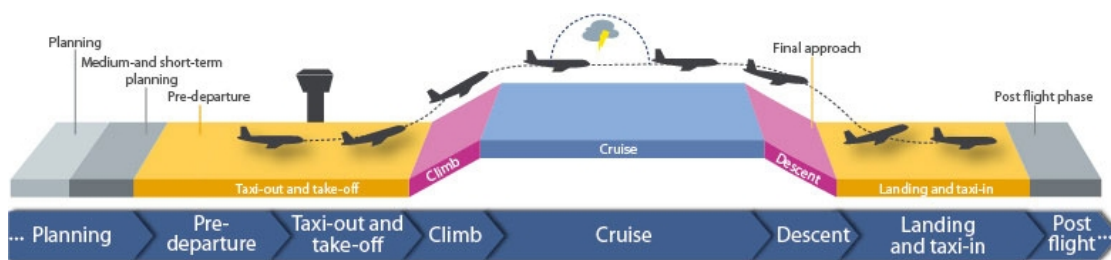 Planning
Medium-and short-term
planning
Pre-departure
Final approach
Post flight phase
Climb
Cruise
Descent
Taxi-out and take-off
Landing and taxi-in
... Planning
Pre-
departure
Taxi-out and
take-off
Climb
Cruise
Descent
Landing
and taxi-in
Post
flight...